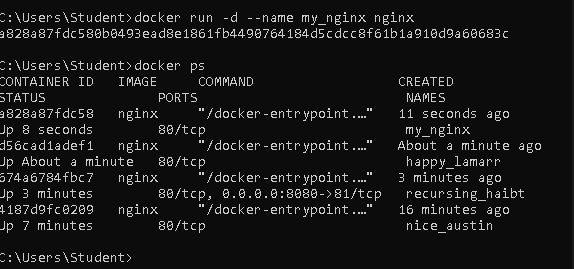 C:\Users\Student>docker run -d --name my_nginx nginx
a828a87fdc580b0493ead8e1861fb4490764184d5cdcc8f61b1a910d9a60683c
C:\Users\Student>docker ps
CONTAINER ID   IMAGE     COMMAND                  CREATED
STATUS              PORTS                          NAMES
a828a87fdc58   nginx     "/docker-entrypoint.…"   11 seconds ago
Up 8 seconds        80/tcp                         my_nginx
d56cad1adef1   nginx     "/docker-entrypoint.…"   About a minute ago
Up About a minute   80/tcp                         happy_lamarr
674a6784fbc7   nginx     "/docker-entrypoint.…"   3 minutes ago
Up 3 minutes        80/tcp, 0.0.0.0:8080->81/tcp   recursing_haibt
4187d9fc0209   nginx     "/docker-entrypoint.…"   16 minutes ago
Up 7 minutes        80/tcp                         nice_austin
C:\Users\Student>